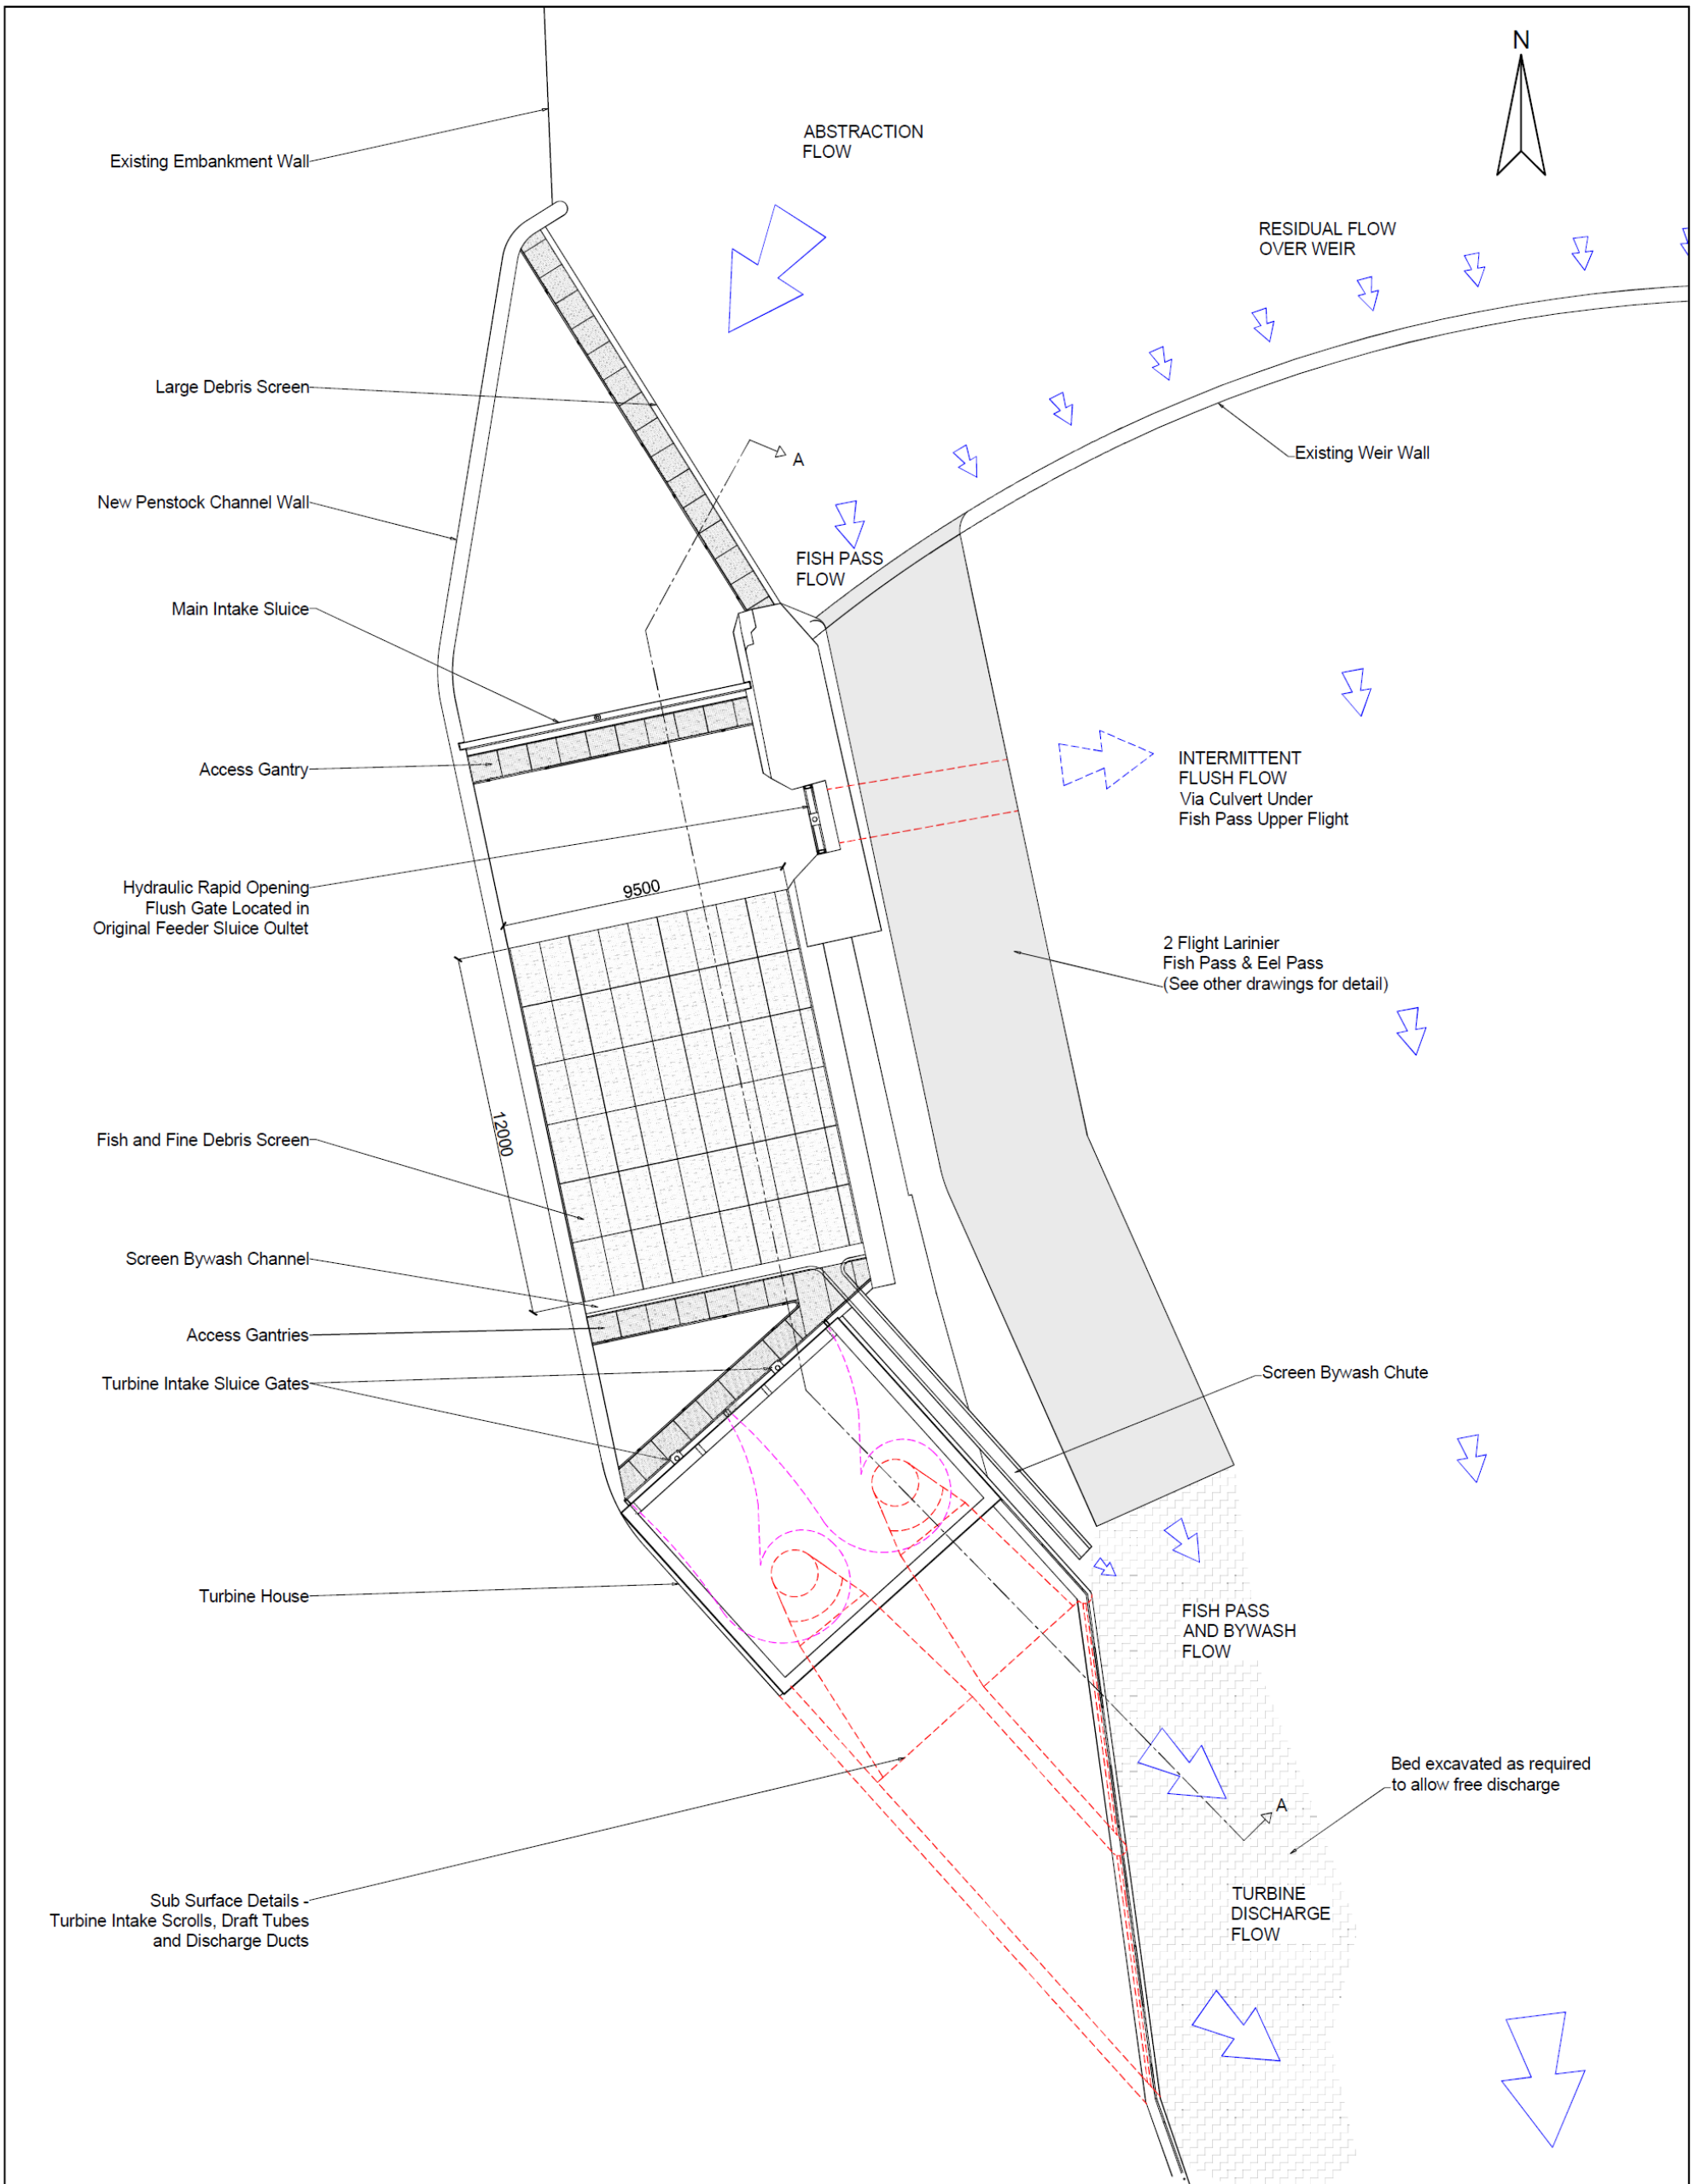 N
ABSTRACTION
FLOW
Existing Embankment Wall
RESIDUAL FLOW
OVER WEIR
Large Debris Screen
A
Existing Weir Wall
New Penstock Channel Wall
FISH PASS
FLOW
Main Intake Sluice
Access Gantry
INTERMITTENT
FLUSH FLOW
Via Culvert Under
Fish Pass Upper Flight
Hydraulic Rapid Opening
Flush Gate Located in
Original Feeder Sluice Oultet
9500
2 Flight Larinier
Fish Pass & Eel Pass
(See other drawings for detail)
12000
Fish and Fine Debris Screen
Screen Bywash Channel
Access Gantries
Turbine Intake Sluice Gates
Screen Bywash Chute
Turbine House
FISH PASS
AND BYWASH
FLOW
Bed excavated as required
to allow free discharge
A
Sub Surface Details -
Turbine Intake Scrolls, Draft Tubes
and Discharge Ducts
TURBINE
DISCHARGE
FLOW